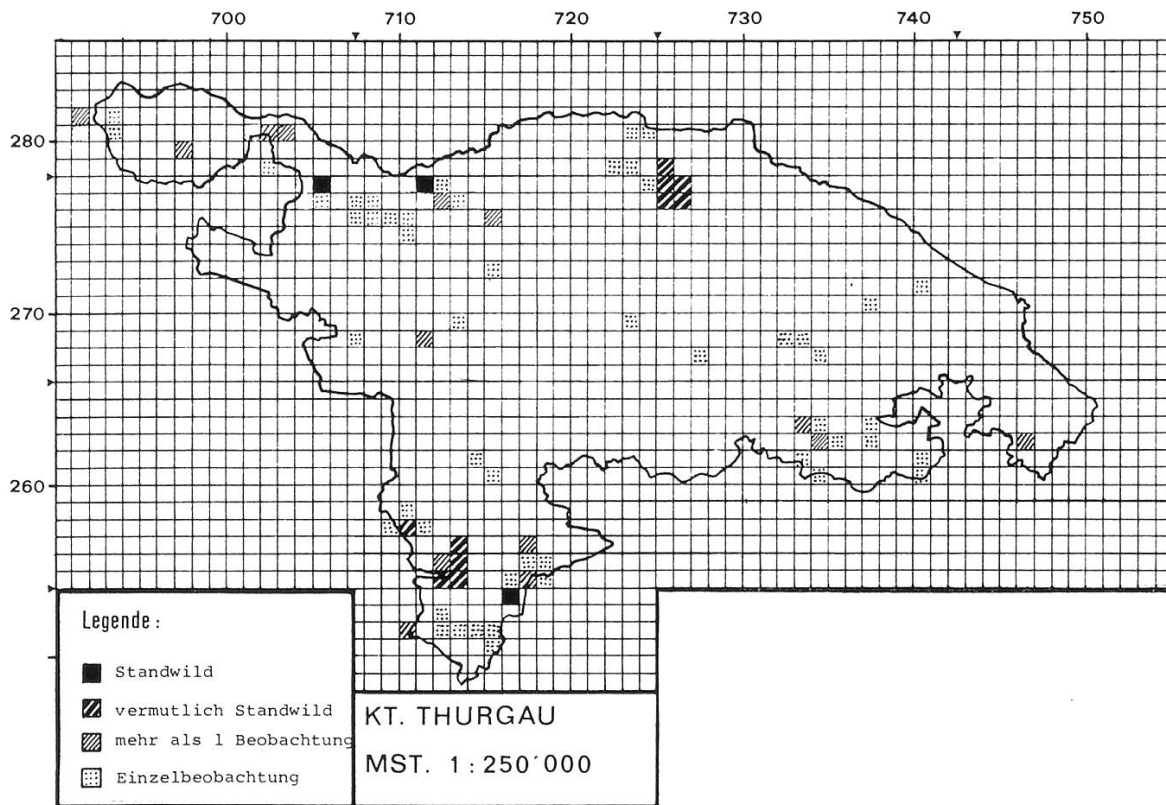 700 710 720 730 740 750
280
270
260
Legende :
Standwild
vermutlich Standwild
mehr als 1 Beobachtung
Einzelbeobachtung
KT. THURGAU
MST. 1 : 250'000